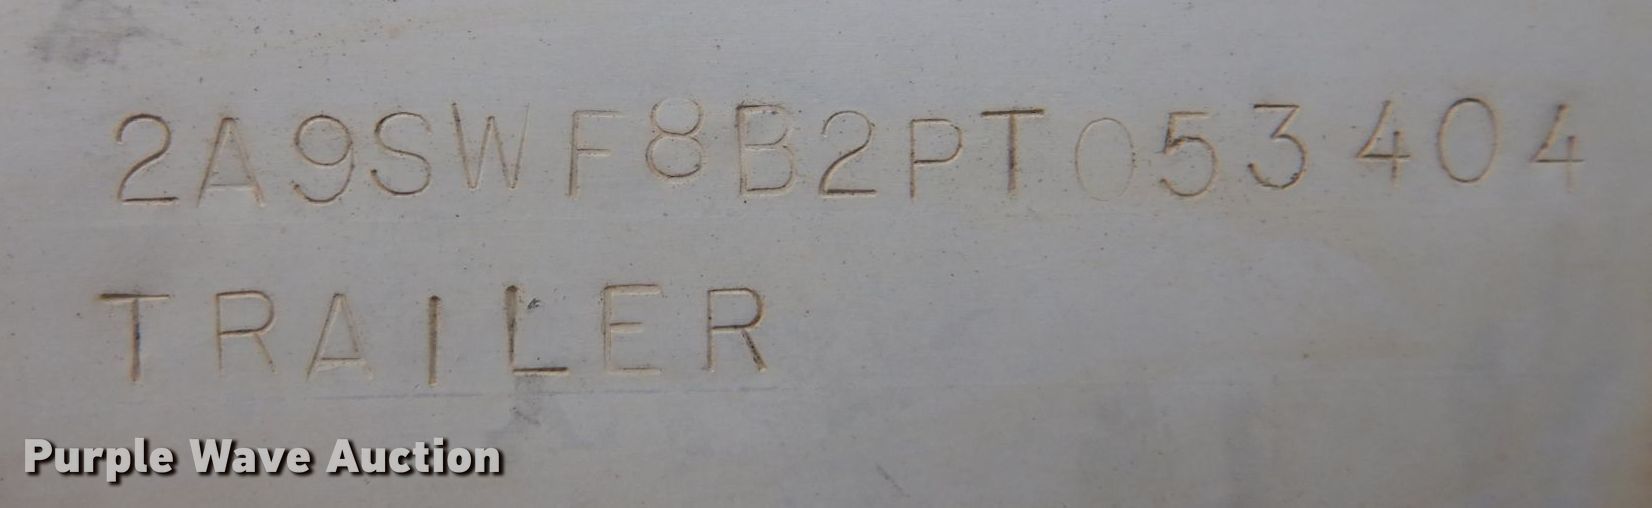 2A9SWF8B2PT053404
TRAILER
Purple Wave Auction